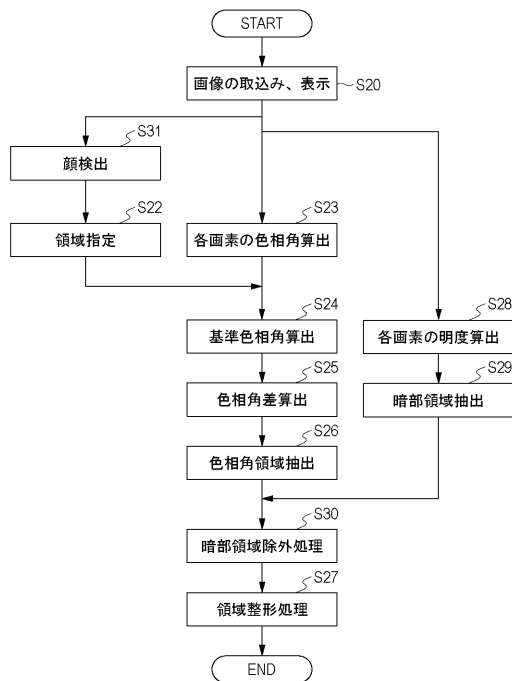 START
画像の取込み、表示
S20
S31
顔検出
S22
領域指定
S23
各画素の色相角算出
S24
基準色相角算出
S28
各画素の明度算出
S25
色相角差算出
S29
暗部領域抽出
S26
色相角領域抽出
S30
暗部領域除外処理
S27
領域整形処理
END